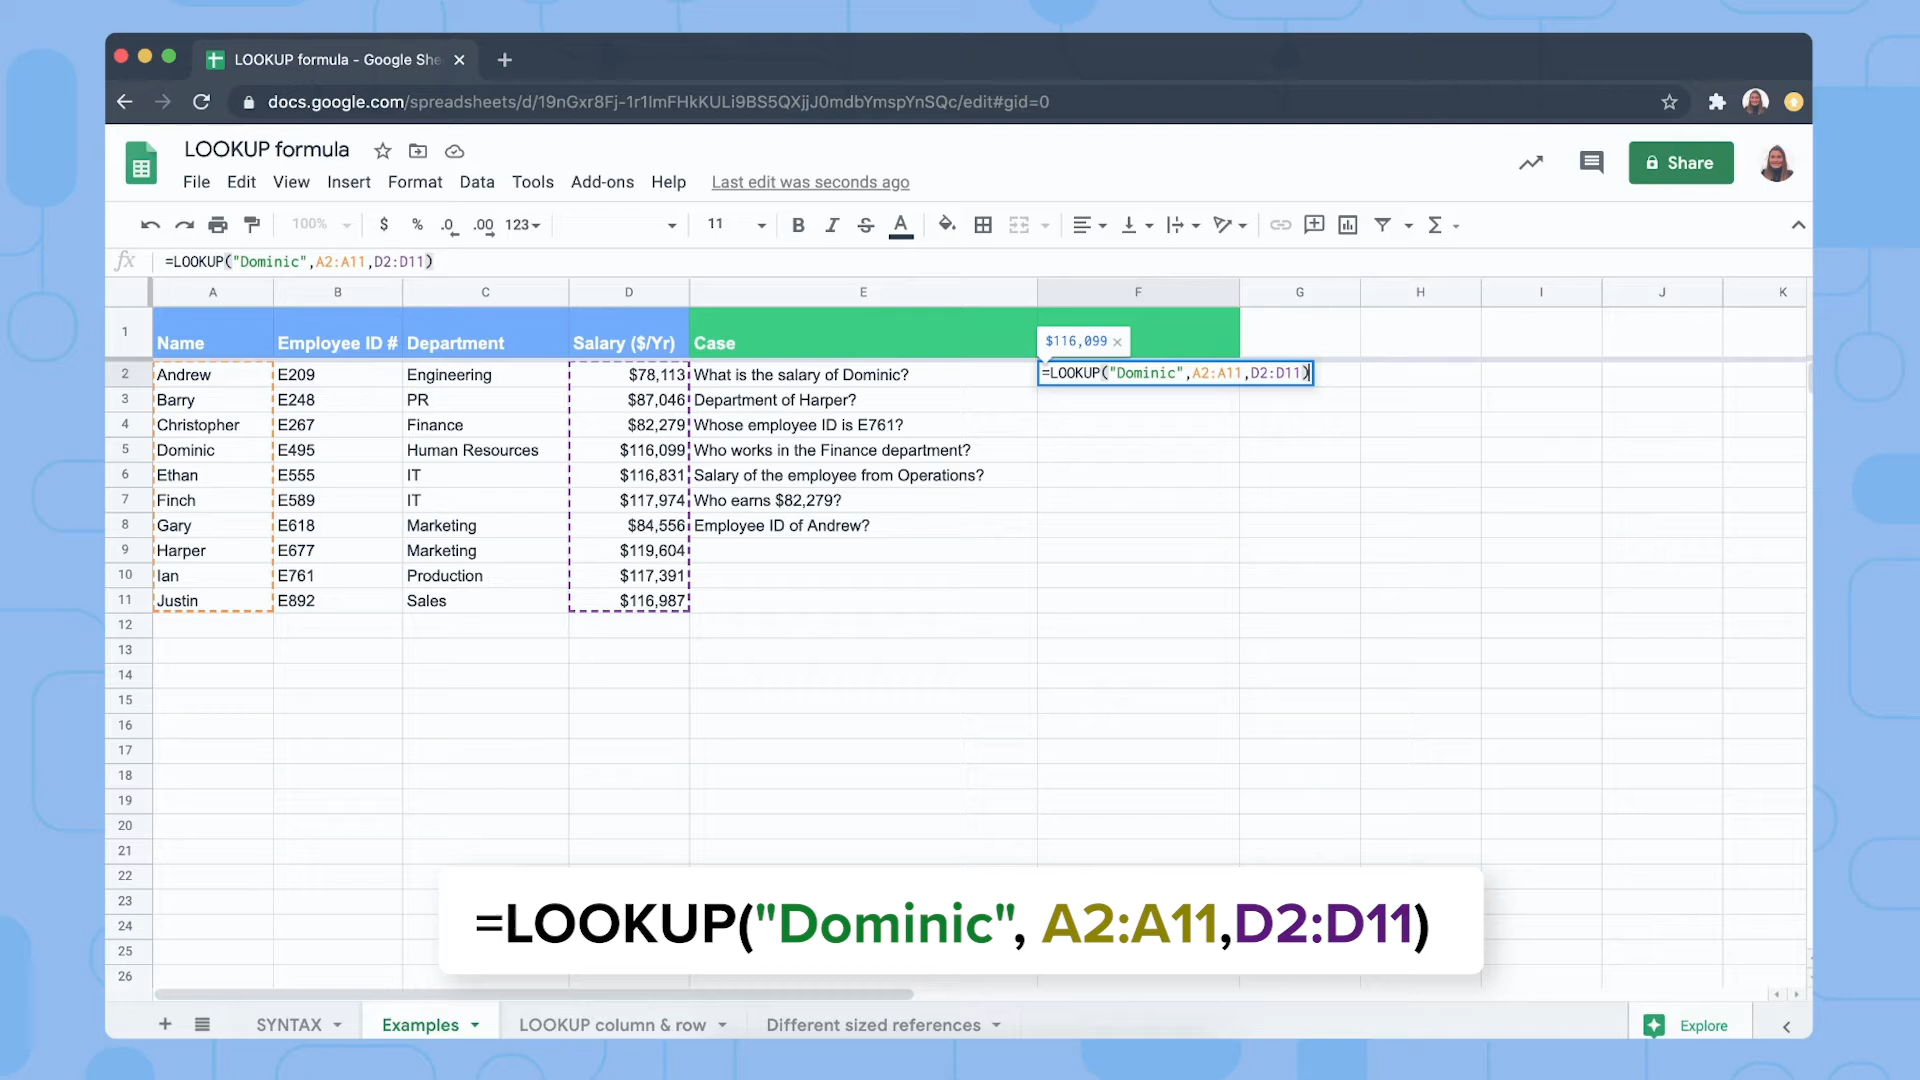 LOOKUP formula - Google She
docs.google.com/spreadsheets/d/19nGxr8Fj-1r1lmFHkKULi9BS5QXjjJ0mdbYmspYnSQc/edit#gid=0
LOOKUP formula
Share
File Edit View Insert Format Data Tools Add-ons Help Last edit was seconds ago
100% $ % .0 .00 123 11 B I S A Σ
fx =LOOKUP("Dominic",A2:A11,D2:D11)
A B C D E F G H I J K
1 Name Employee ID # Department Salary ($/Yr) Case
$116,099 ×
2 Andrew E209 Engineering $78,113 What is the salary of Dominic? =LOOKUP("Dominic",A2:A11,D2:D11)
3 Barry E248 PR $87,046 Department of Harper?
4 Christopher E267 Finance $82,279 Whose employee ID is E761?
5 Dominic E495 Human Resources $116,099 Who works in the Finance department?
6 Ethan E555 IT $116,831 Salary of the employee from Operations?
7 Finch E589 IT $117,974 Who earns $82,279?
8 Gary E618 Marketing $84,556 Employee ID of Andrew?
9 Harper E677 Marketing $119,604
10 Ian E761 Production $117,391
11 Justin E892 Sales $116,987
12
13
14
15
16
17
18
19
20
21
22
23
24
25
26
=LOOKUP("Dominic", A2:A11,D2:D11)
SYNTAX Examples LOOKUP column & row Different sized references Explore